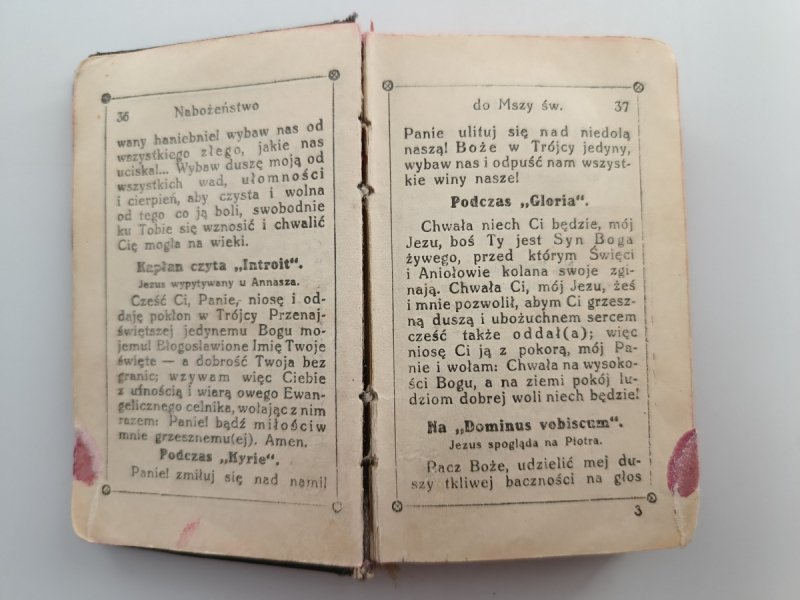 36 Nabożeństwo
wany haniebnie! wybaw nas od
wszystkiego złego, jakie nas
uciska!... Wybaw duszę moją od
wszystkich wad, ułomności
i cierpień, aby czysta i wolna
od tego co ją boli, swobodnie
ku Tobie się wznosić i chwalić
Cię mogła na wieki.
Kapłan czyta „Introit".
Jezus wypytywany u Annasza.
Cześć Ci, Panie, niosę i od-
daję pokłon w Trójcy Przenaj-
świętszej jedynemu Bogu mo-
jemu! Błogosławione Imię Twoje
święte — a dobroć Twoja bez
granic; wzywam więc Ciebie
z ufnością i wiarą owego Ewan-
gelicznego celnika, wołając z nim
razem: Panie! bądź miłościw
mnie grzesznemu(ej). Amen.
Podczas „Kyrie".
Panie! zmiłuj się nad nami!
do Mszy św. 37
Panie ulituj się nad niedolą
naszą! Boże w Trójcy jedyny,
wybaw nas i odpuść nam wszyst-
kie winy nasze!
Podczas „Gloria".
Chwała niech Ci będzie, mój
Jezu, boś Ty jest Syn Boga
żywego, przed którym Święci
i Aniołowie kolana swoje zgi-
nają. Chwała Ci, mój Jezu, żeś
i mnie pozwolił, abym Ci grzesz-
ną duszą i ubożuchnem sercem
cześć także oddał(a); więc
niosę Ci ją z pokorą, mój Pa-
nie i wołam: Chwała na wysoko-
ści Bogu, a na ziemi pokój lu-
dziom dobrej woli niech będzie!
Na „Dominus vobiscum".
Jezus spogląda na Piotra.
Racz Boże, udzielić mej du-
szy tkliwej baczności na głos
3